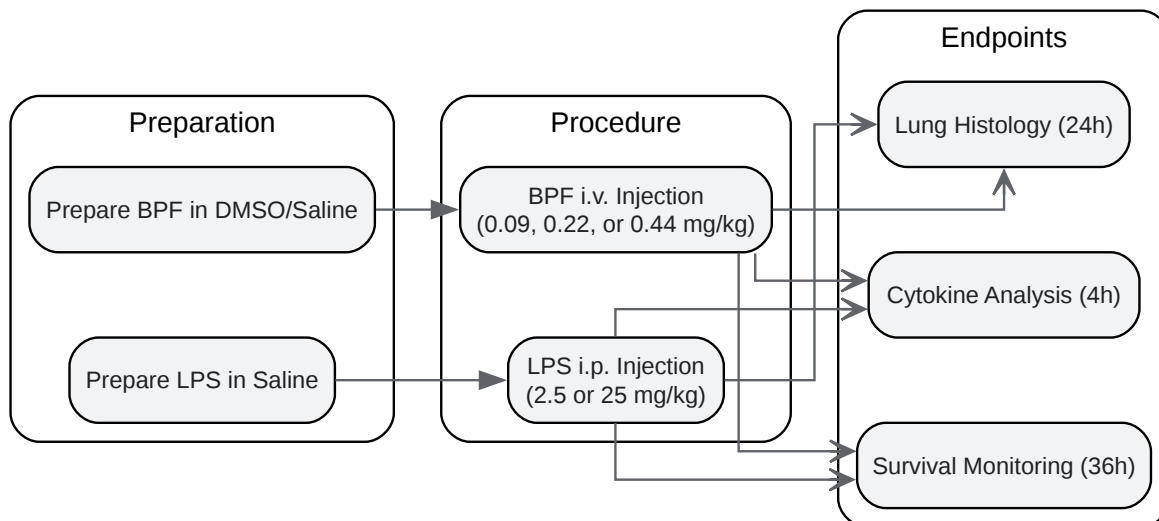 Preparation
Prepare BPF in DMSO/Saline
Prepare LPS in Saline
Procedure
BPF i.v. Injection
(0.09, 0.22, or 0.44 mg/kg)
LPS i.p. Injection
(2.5 or 25 mg/kg)
Endpoints
Lung Histology (24h)
Cytokine Analysis (4h)
Survival Monitoring (36h)